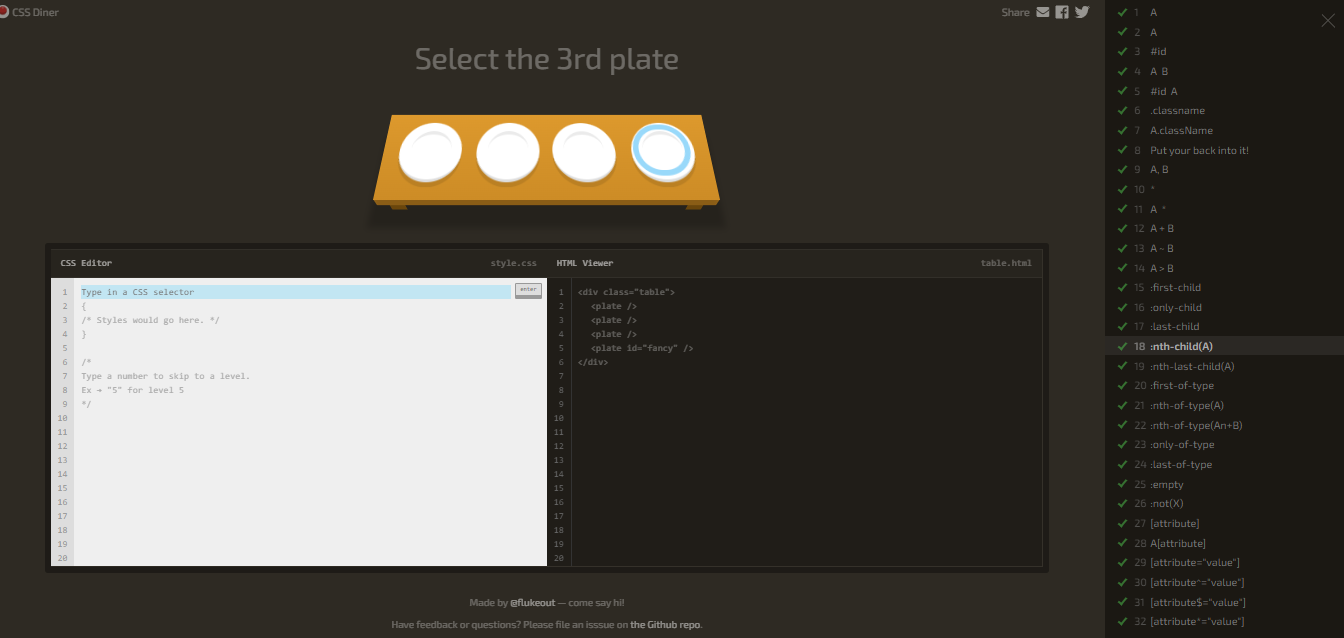 CSS Diner
Share
Select the 3rd plate
CSS Editor
style.css
HTML Viewer
table.html
1 Type in a CSS selector
enter
2 {
3 /* Styles would go here. */
4 }
5
6 /*
7 Type a number to skip to a level.
8 Ex → "5" for level 5
9 */
10
11
12
13
14
15
16
17
18
19
20
1 <div class="table">
2 <plate />
3 <plate />
4 <plate />
5 <plate id="fancy" />
6 </div>
7
8
9
10
11
12
13
14
15
16
17
18
19
20
Made by @flukeout — come say hi!
Have feedback or questions? Please file an isssue on the Github repo.
1 A
2 A
3 #id
4 A B
5 #id A
6 .classname
7 A.className
8 Put your back into it!
9 A, B
10 *
11 A *
12 A + B
13 A ~ B
14 A > B
15 :first-child
16 :only-child
17 :last-child
18 :nth-child(A)
19 :nth-last-child(A)
20 :first-of-type
21 :nth-of-type(A)
22 :nth-of-type(An+B)
23 :only-of-type
24 :last-of-type
25 :empty
26 :not(X)
27 [attribute]
28 A[attribute]
29 [attribute="value"]
30 [attribute^="value"]
31 [attribute$="value"]
32 [attribute*="value"]